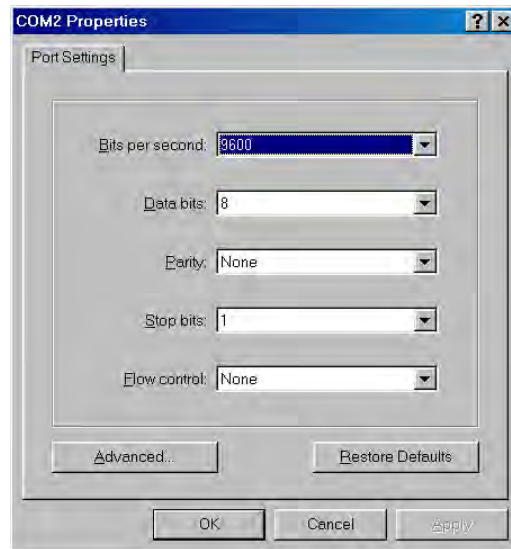 COM2 Properties
Port Settings
Bits per second: 9600
Data bits: 8
Parity: None
Stop bits: 1
Flow control: None
Advanced...
Restore Defaults
OK
Cancel
Apply